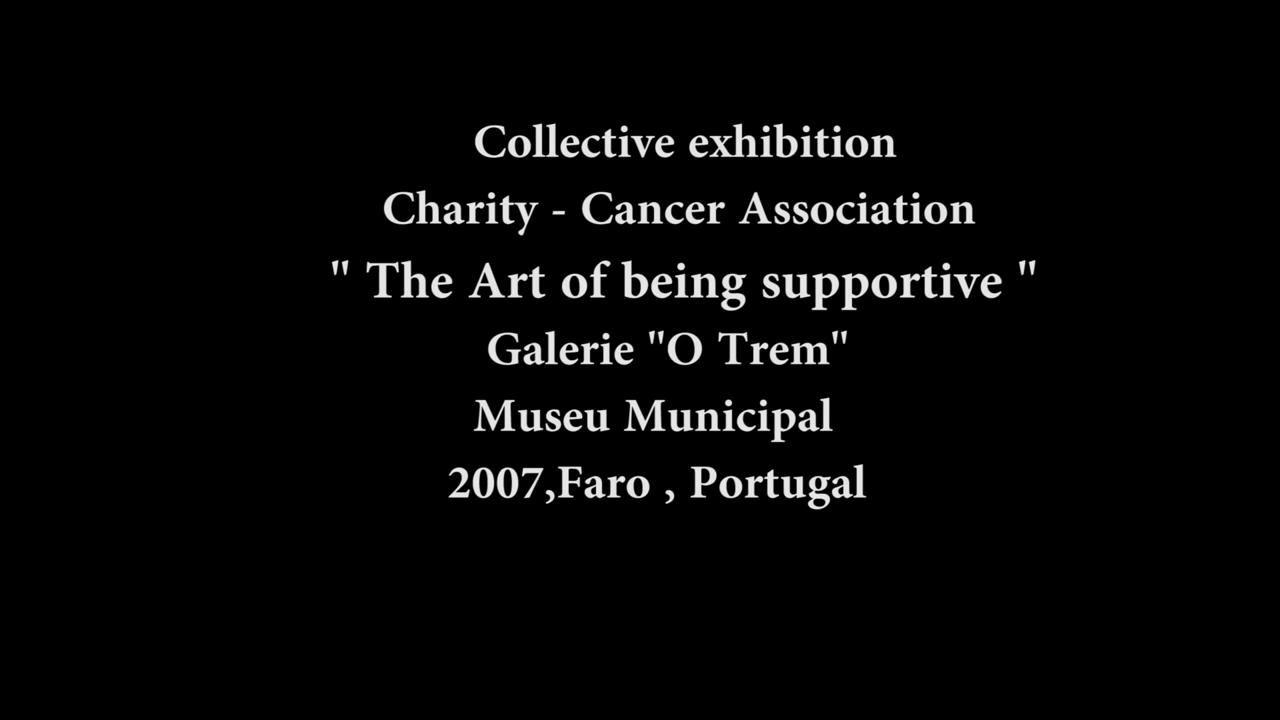 Collective exhibition
Charity - Cancer Association
" The Art of being supportive "
Galerie "O Trem"
Museu Municipal
2007,Faro , Portugal